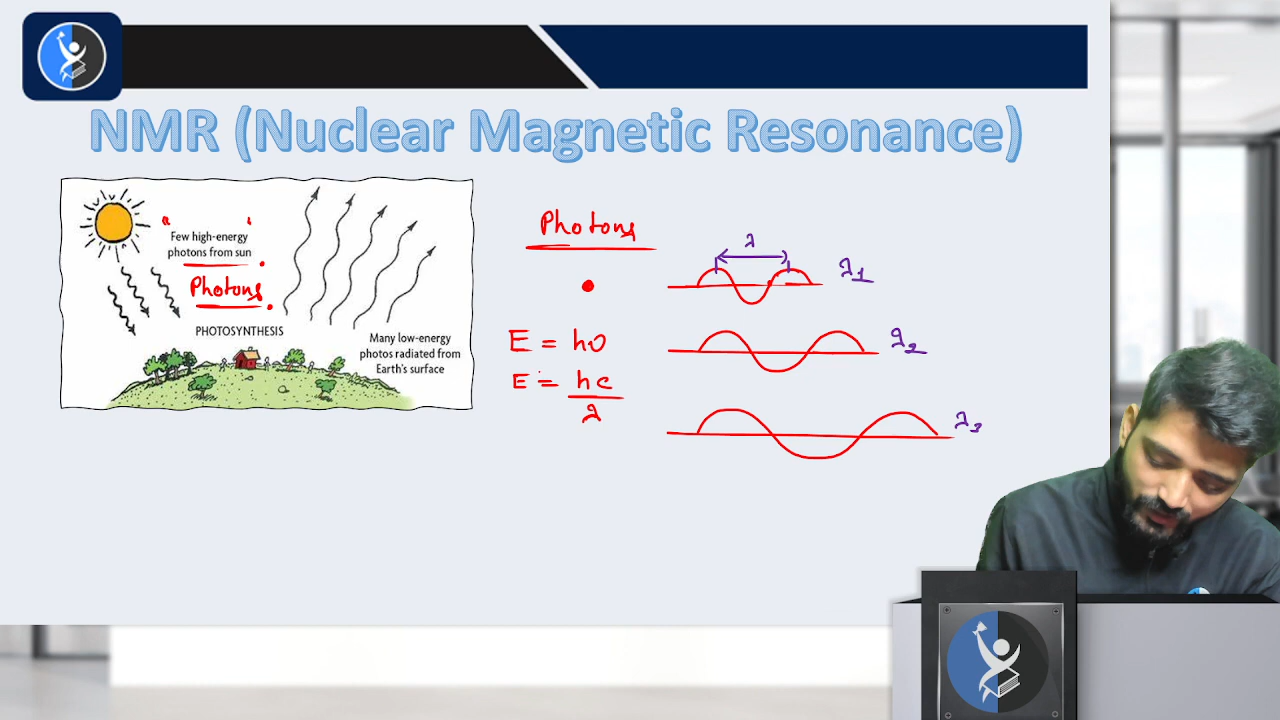 NMR (Nuclear Magnetic Resonance)
Few high-energy
photons from sun
Photons
PHOTOSYNTHESIS
Many low-energy
photos radiated from
Earth's surface
Photons
E = hυ
E = hc
λ
λ
λ1
λ2
λ3